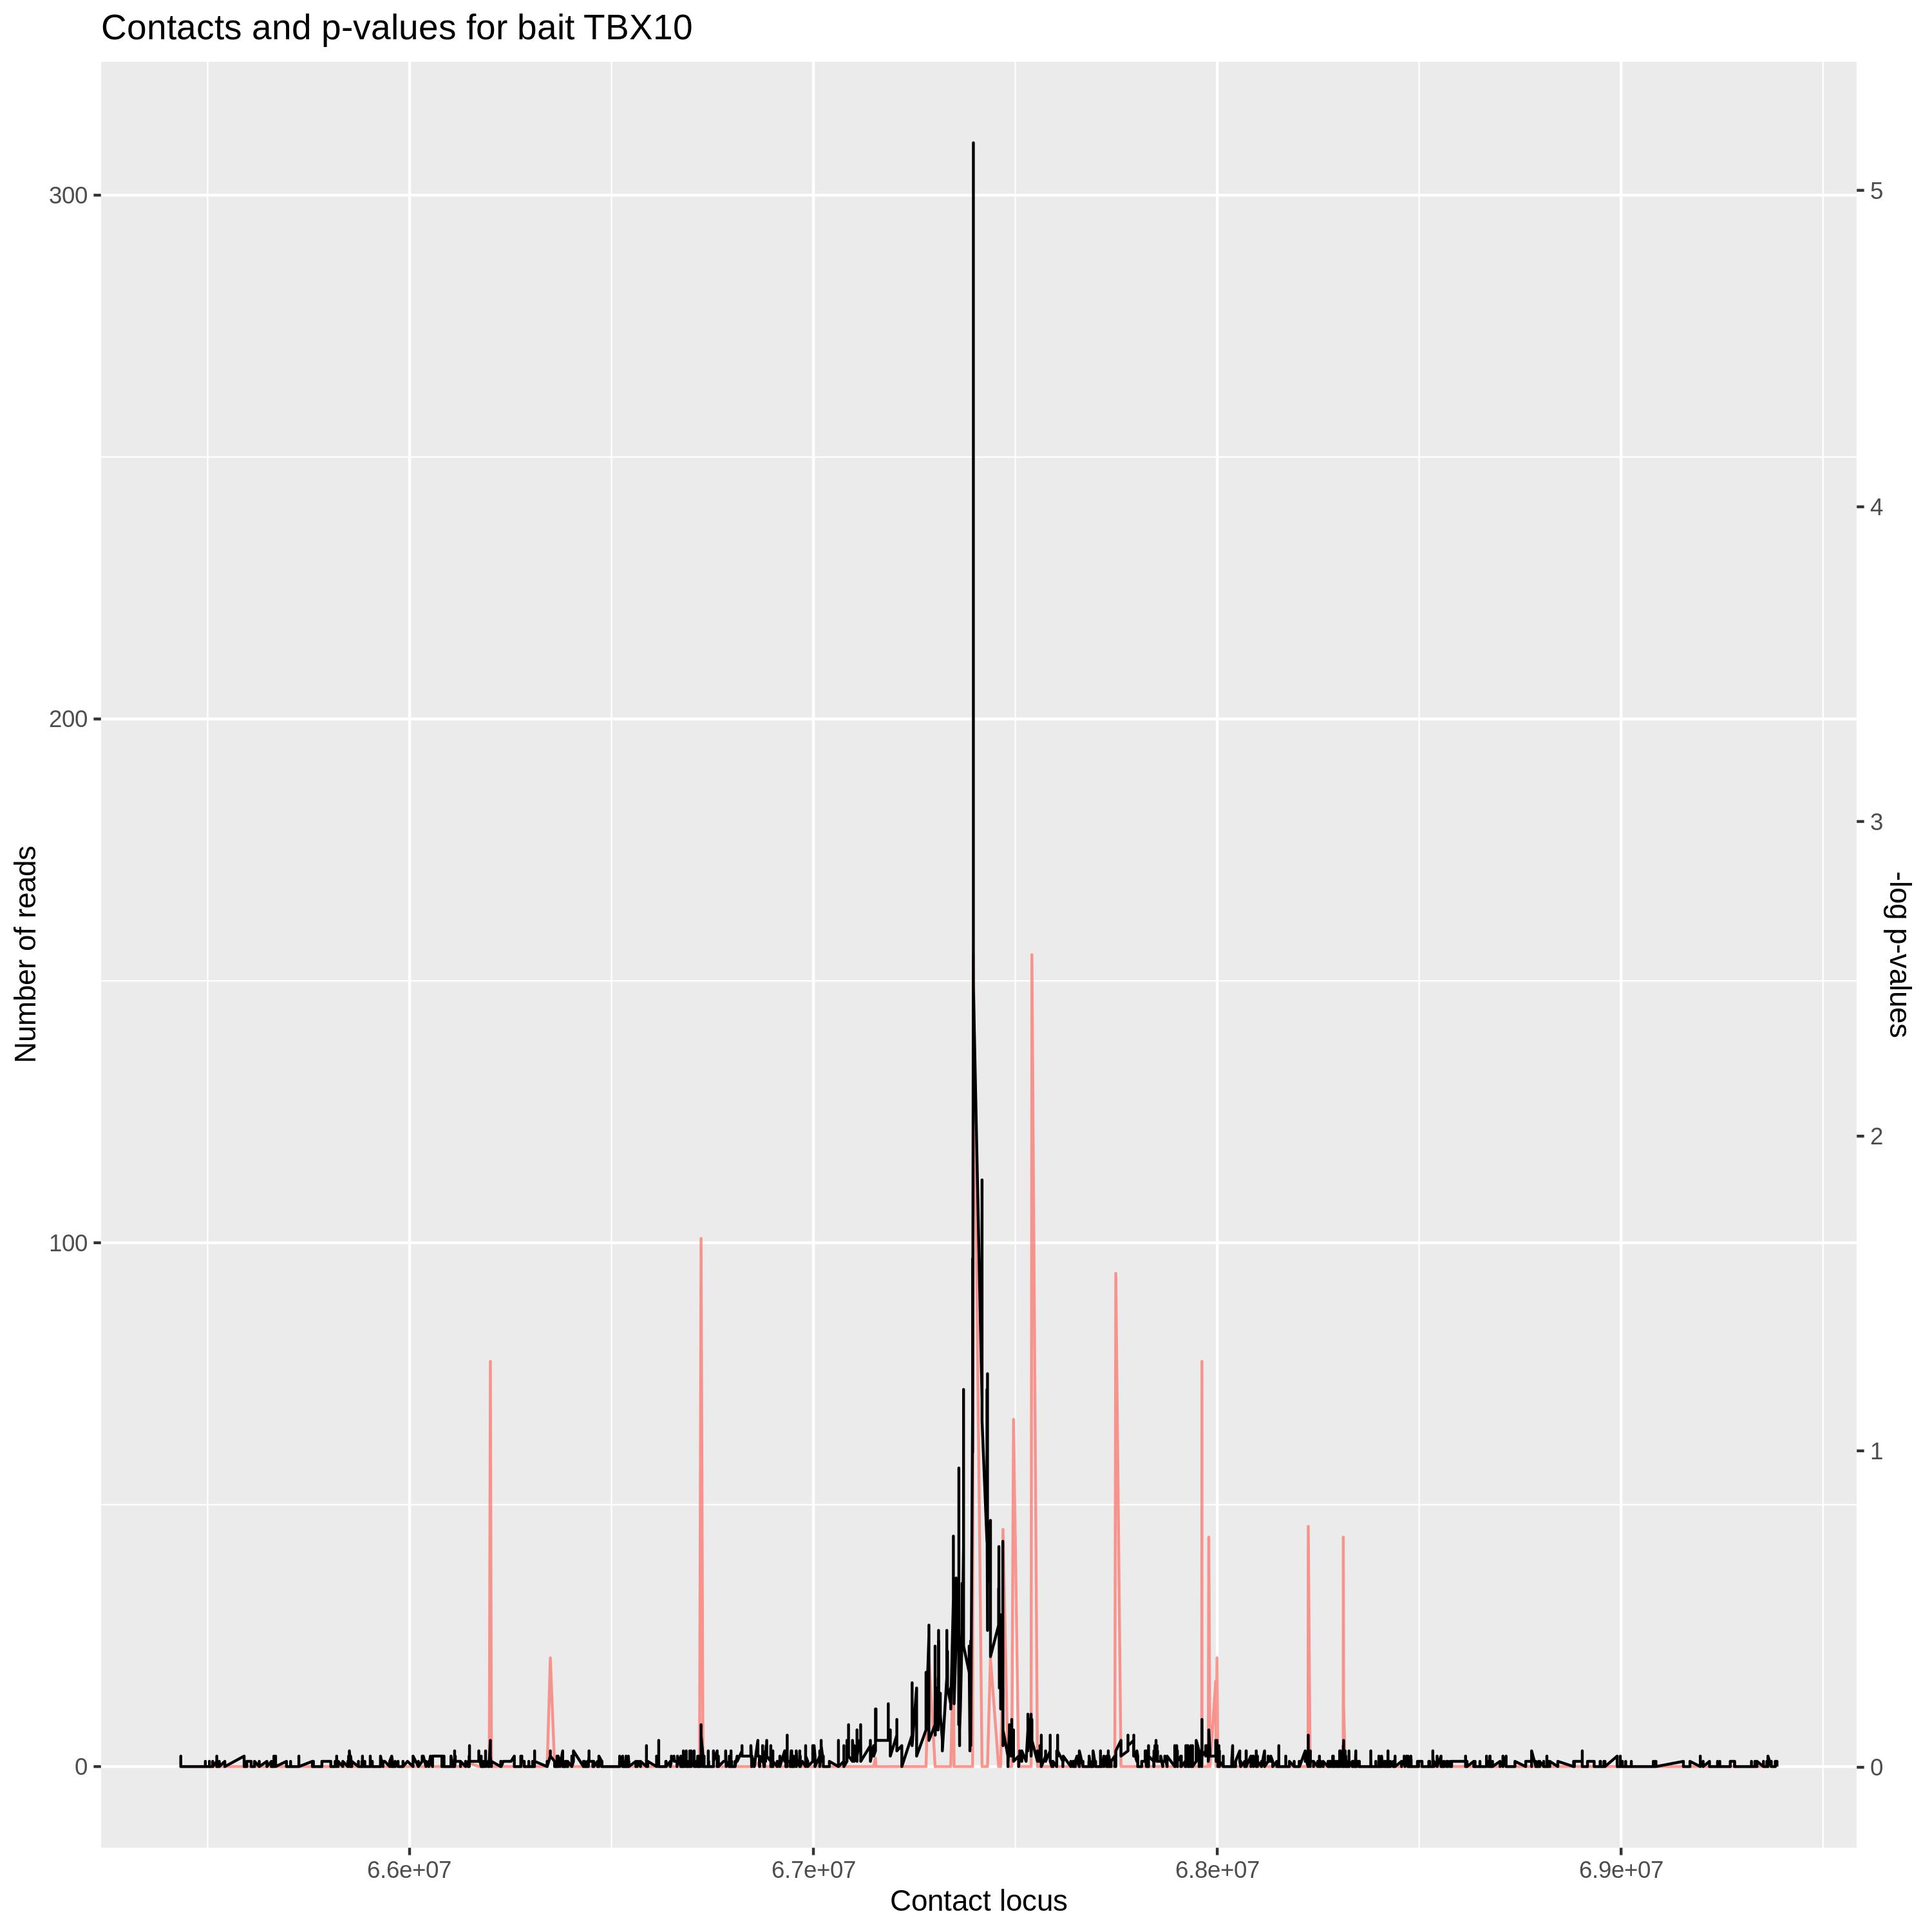 Contacts and p-values for bait TBX10
300
200
100
0
Number of reads
5
4
3
2
1
0
-log p-values
6.6e+07 6.7e+07 6.8e+07 6.9e+07
Contact locus